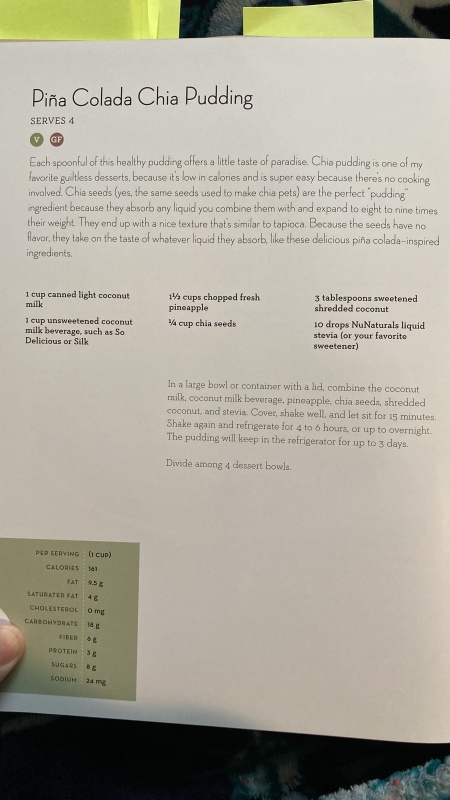 Piña Colada Chia Pudding
SERVES 4
V GF
Each spoonful of this healthy pudding offers a little taste of paradise. Chia pudding is one of my
favorite guiltless desserts, because it's low in calories and is super easy because there's no cooking
involved. Chia seeds (yes, the same seeds used to make chia pets) are the perfect "pudding"
ingredient because they absorb any liquid you combine them with and expand to eight to nine times
their weight. They end up with a nice texture that's similar to tapioca. Because the seeds have no
flavor, they take on the taste of whatever liquid they absorb, like these delicious piña colada–inspired
ingredients.
1 cup canned light coconut
milk
1 cup unsweetened coconut
milk beverage, such as So
Delicious or Silk
1½ cups chopped fresh
pineapple
¼ cup chia seeds
3 tablespoons sweetened
shredded coconut
10 drops NuNaturals liquid
stevia (or your favorite
sweetener)
In a large bowl or container with a lid, combine the coconut
milk, coconut milk beverage, pineapple, chia seeds, shredded
coconut, and stevia. Cover, shake well, and let sit for 15 minutes.
Shake again and refrigerate for 4 to 6 hours, or up to overnight.
The pudding will keep in the refrigerator for up to 3 days.
Divide among 4 dessert bowls.
PER SERVING (1 CUP)
CALORIES 161
FAT 9.5 g
SATURATED FAT 4 g
CHOLESTEROL 0 mg
CARBOHYDRATE 18 g
FIBER 6 g
PROTEIN 3 g
SUGARS 8 g
SODIUM 24 mg